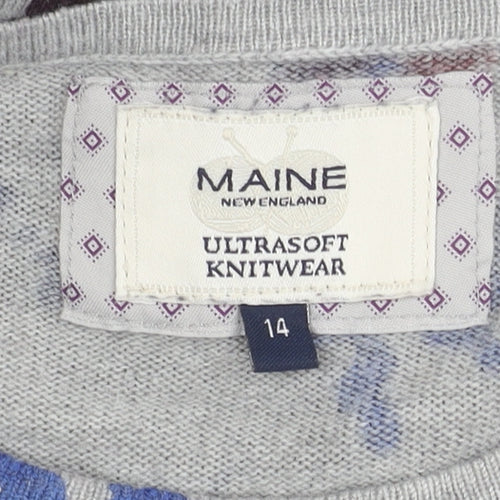 MAINE
NEW ENGLAND
ULTRASOFT
KNITWEAR
14